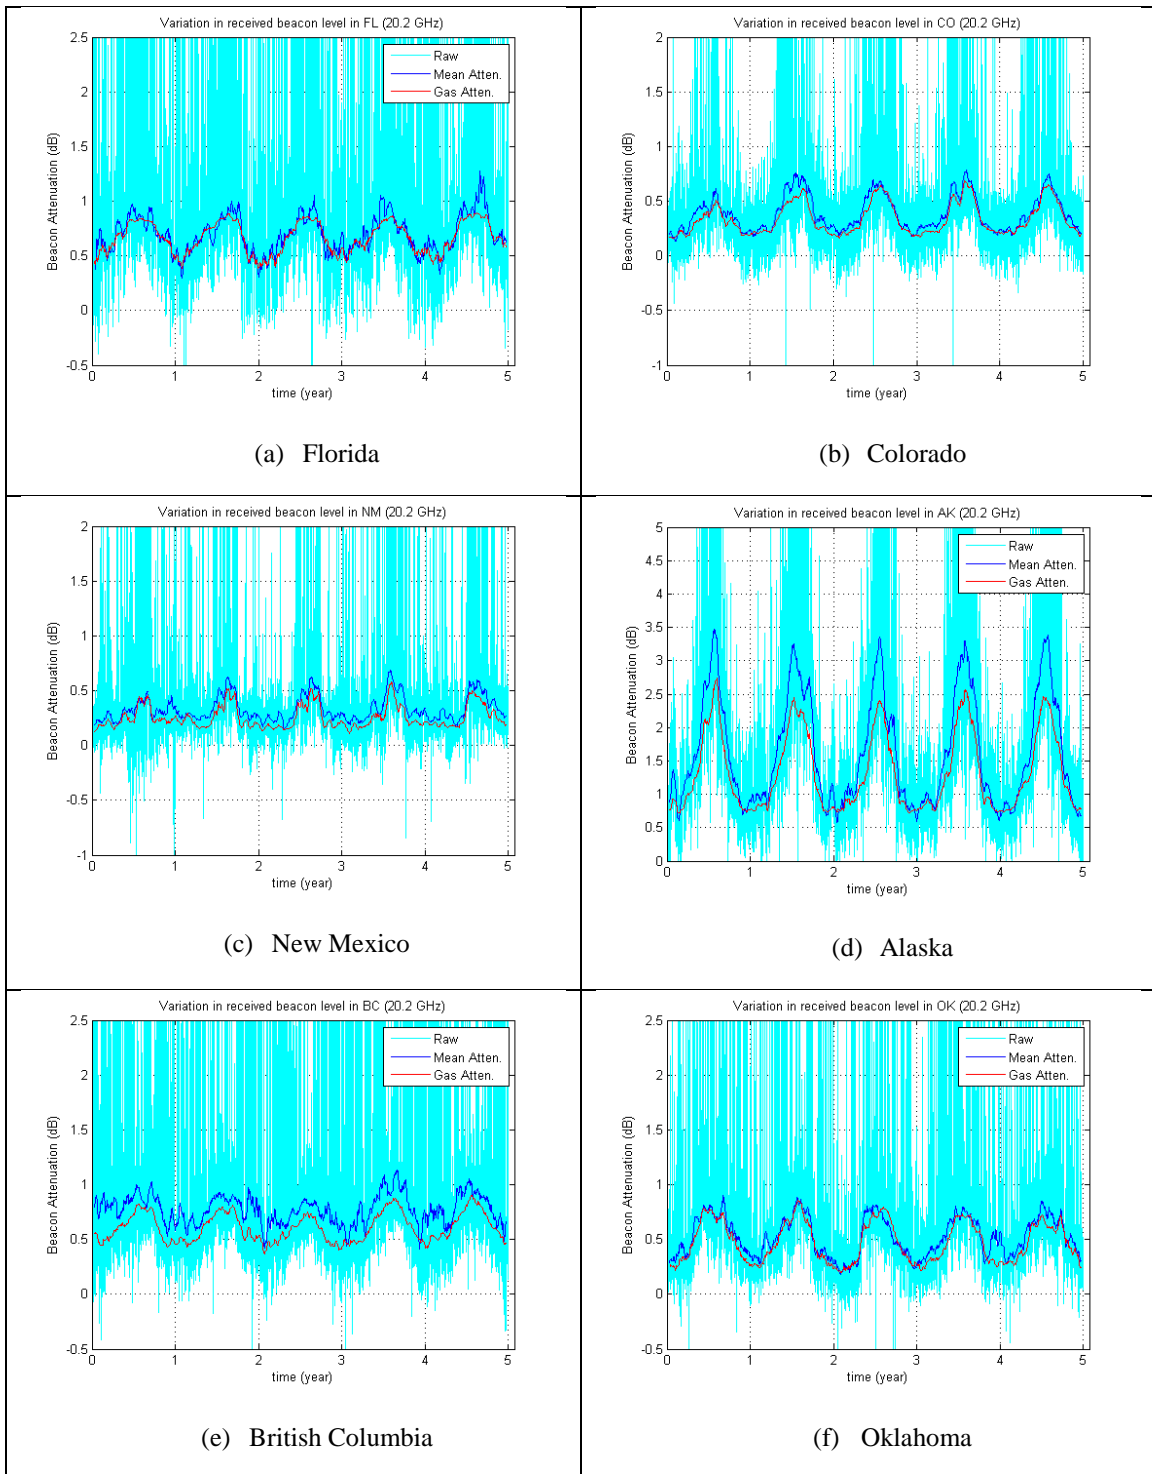 Variation in received beacon level in FL (20.2 GHz)
2.5
2
1.5
1
0.5
0
-0.5
Beacon Attenuation (dB)
Raw
Mean Atten.
Gas Atten.
0 1 2 3 4 5
time (year)
(a) Florida
Variation in received beacon level in CO (20.2 GHz)
2
1.5
1
0.5
0
-0.5
-1
Beacon Attenuation (dB)
Raw
Mean Atten.
Gas Atten.
0 1 2 3 4 5
time (year)
(b) Colorado
Variation in received beacon level in NM (20.2 GHz)
2
1.5
1
0.5
0
-0.5
-1
Beacon Attenuation (dB)
Raw
Mean Atten.
Gas Atten.
0 1 2 3 4 5
time (year)
(c) New Mexico
Variation in received beacon level in AK (20.2 GHz)
5
4.5
4
3.5
3
2.5
2
1.5
1
0.5
0
Beacon Attenuation (dB)
Raw
Mean Atten.
Gas Atten.
0 1 2 3 4 5
time (year)
(d) Alaska
Variation in received beacon level in BC (20.2 GHz)
2.5
2
1.5
1
0.5
0
-0.5
Beacon Attenuation (dB)
Raw
Mean Atten.
Gas Atten.
0 1 2 3 4 5
time (year)
(e) British Columbia
Variation in received beacon level in OK (20.2 GHz)
2.5
2
1.5
1
0.5
0
-0.5
Beacon Attenuation (dB)
Raw
Mean Atten.
Gas Atten.
0 1 2 3 4 5
time (year)
(f) Oklahoma